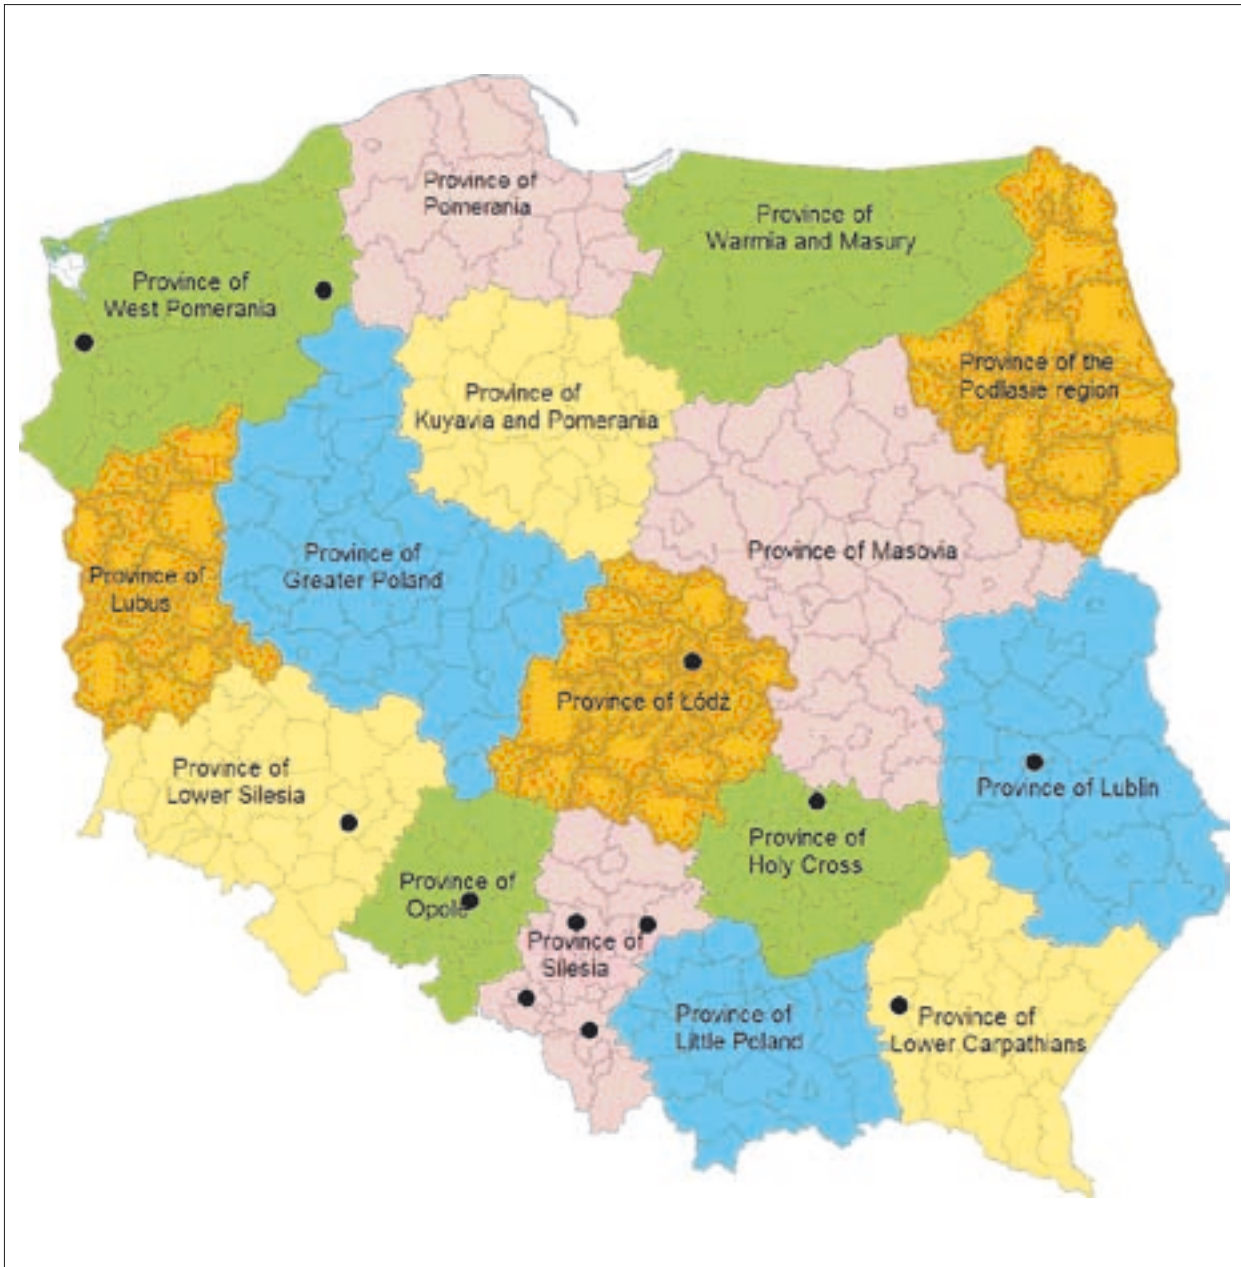 Province of
Pomerania
Province of
Warmia and Masury
Province of
West Pomerania
Province of the
Podlasie region
Province of
Kuyavia and Pomerania
Province of
Greater Poland
Province of Masovia
Province of
Lubus
Province of Łódź
Province of
Lower Silesia
Province of Lublin
Province of
Holy Cross
Province of
Opole
Province of
Silesia
Province of
Little Poland
Province of
Lower Carpathians